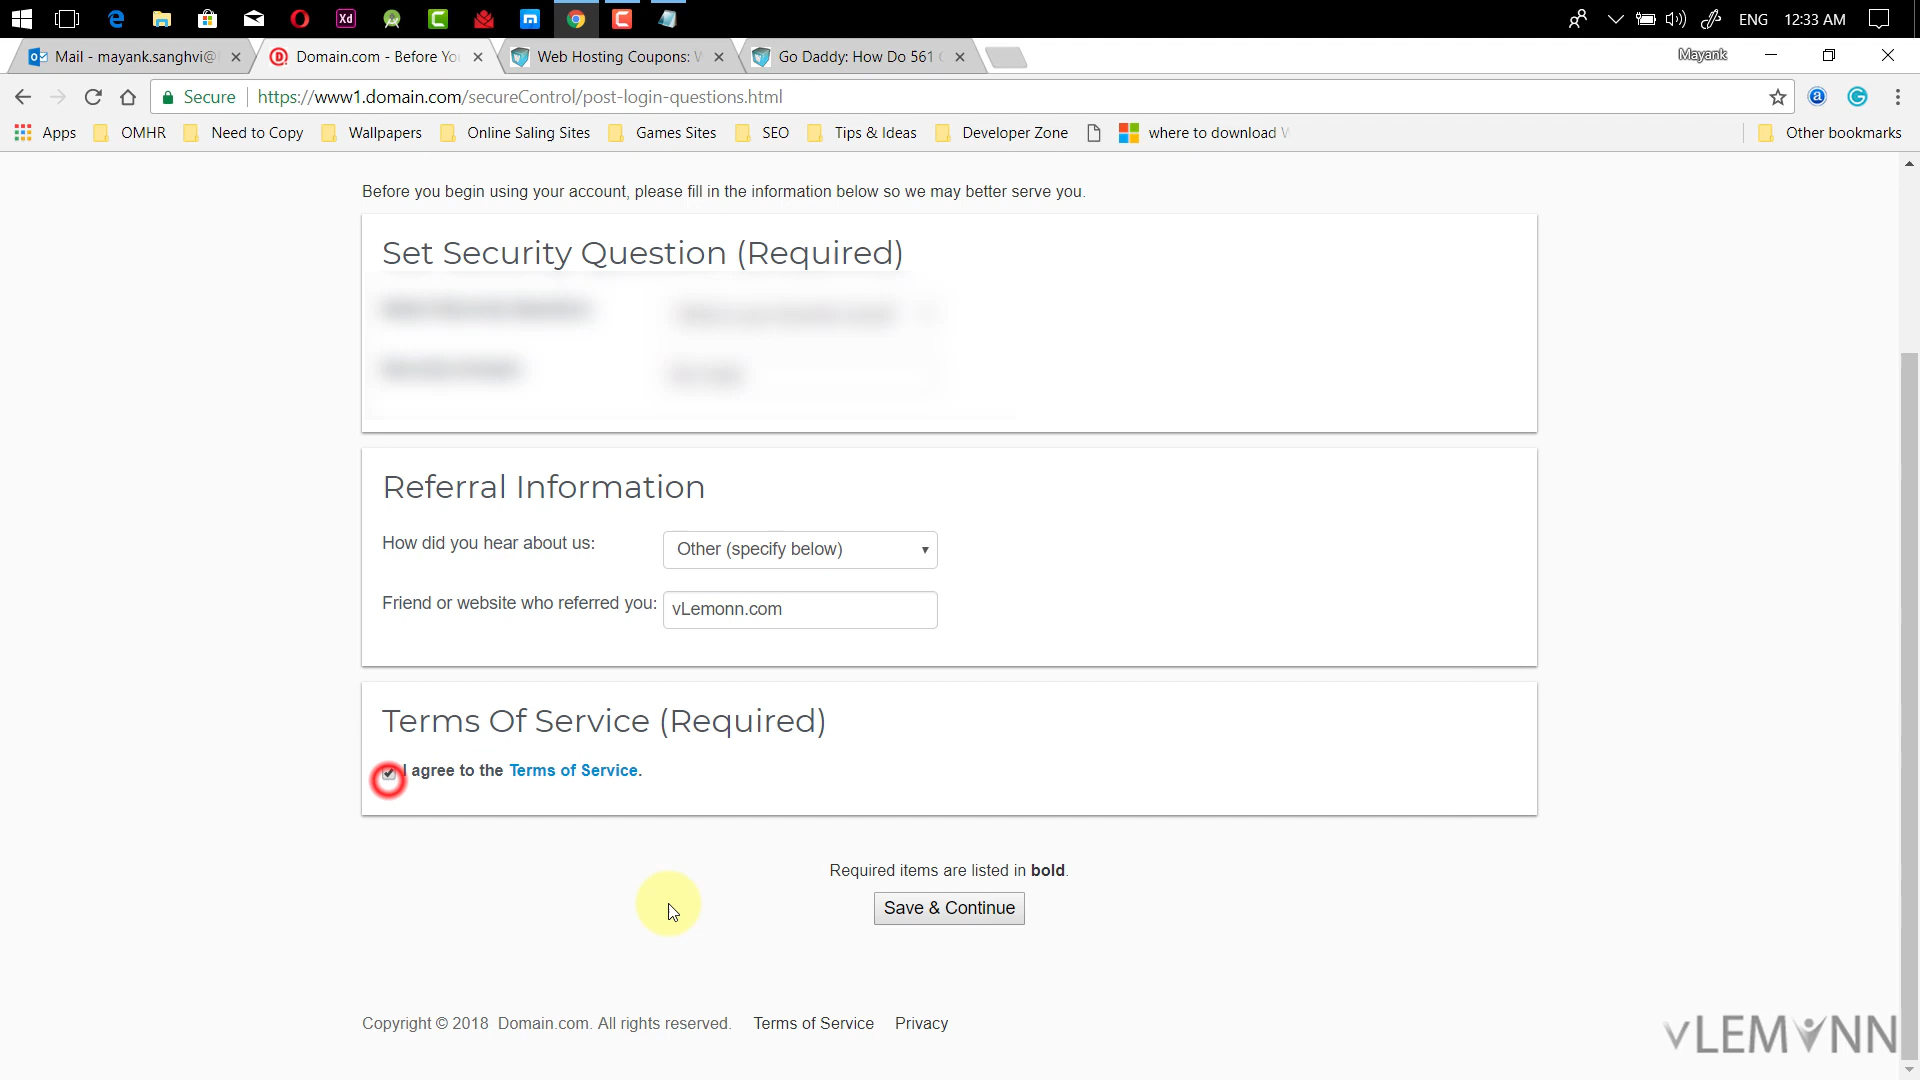 Xd
ENG
12:33 AM
Mail - mayank.sanghvi@
Domain.com - Before Yo
Web Hosting Coupons: W
Go Daddy: How Do 561 C
Mayank
Secure
https://www1.domain.com/secureControl/post-login-questions.html
Apps
OMHR
Need to Copy
Wallpapers
Online Saling Sites
Games Sites
SEO
Tips & Ideas
Developer Zone
where to download W
Other bookmarks
Before you begin using your account, please fill in the information below so we may better serve you.
Set Security Question (Required)
Referral Information
How did you hear about us:
Other (specify below)
Friend or website who referred you:
vLemonn.com
Terms Of Service (Required)
I agree to the Terms of Service.
Required items are listed in bold.
Save & Continue
Copyright © 2018 Domain.com. All rights reserved.
Terms of Service
Privacy
vLEMONN